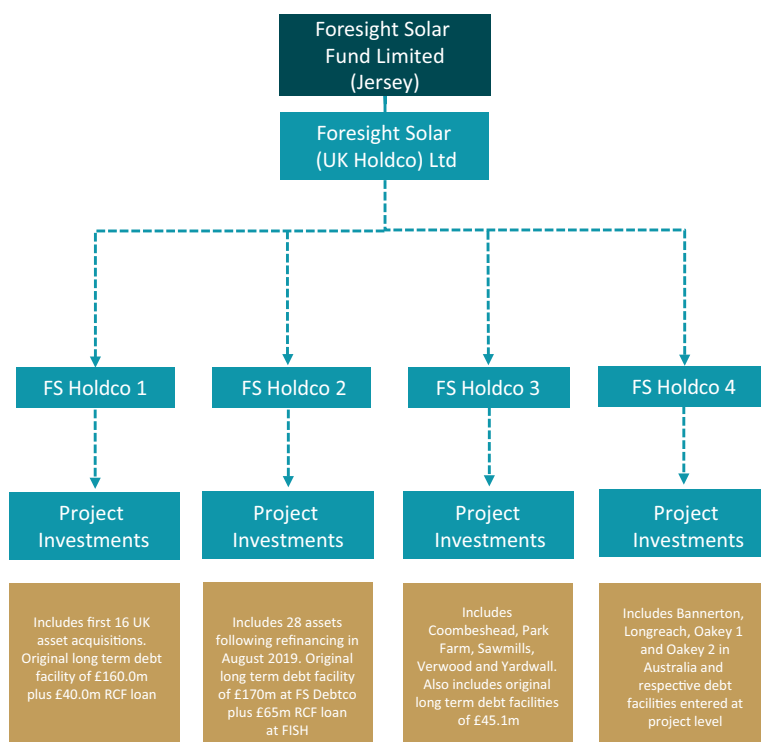 Foresight Solar
Fund Limited
(Jersey)
Foresight Solar
(UK Holdco) Ltd
FS Holdco 1
FS Holdco 2
FS Holdco 3
FS Holdco 4
Project
Investments
Project
Investments
Project
Investments
Project
Investments
Includes first 16 UK
asset acquisitions.
Original long term debt
facility of £160.0m
plus £40.0m RCF loan
Includes 28 assets
following refinancing in
August 2019. Original
long term debt facility
of £170m at FS Debtco
plus £65m RCF loan
at FISH
Includes
Coombeshead, Park
Farm, Sawmills,
Verwood and Yardwall.
Also includes original
long term debt facilities
of £45.1m
Includes Bannerton,
Longreach, Oakey 1
and Oakey 2 in
Australia and
respective debt
facilities entered at
project level